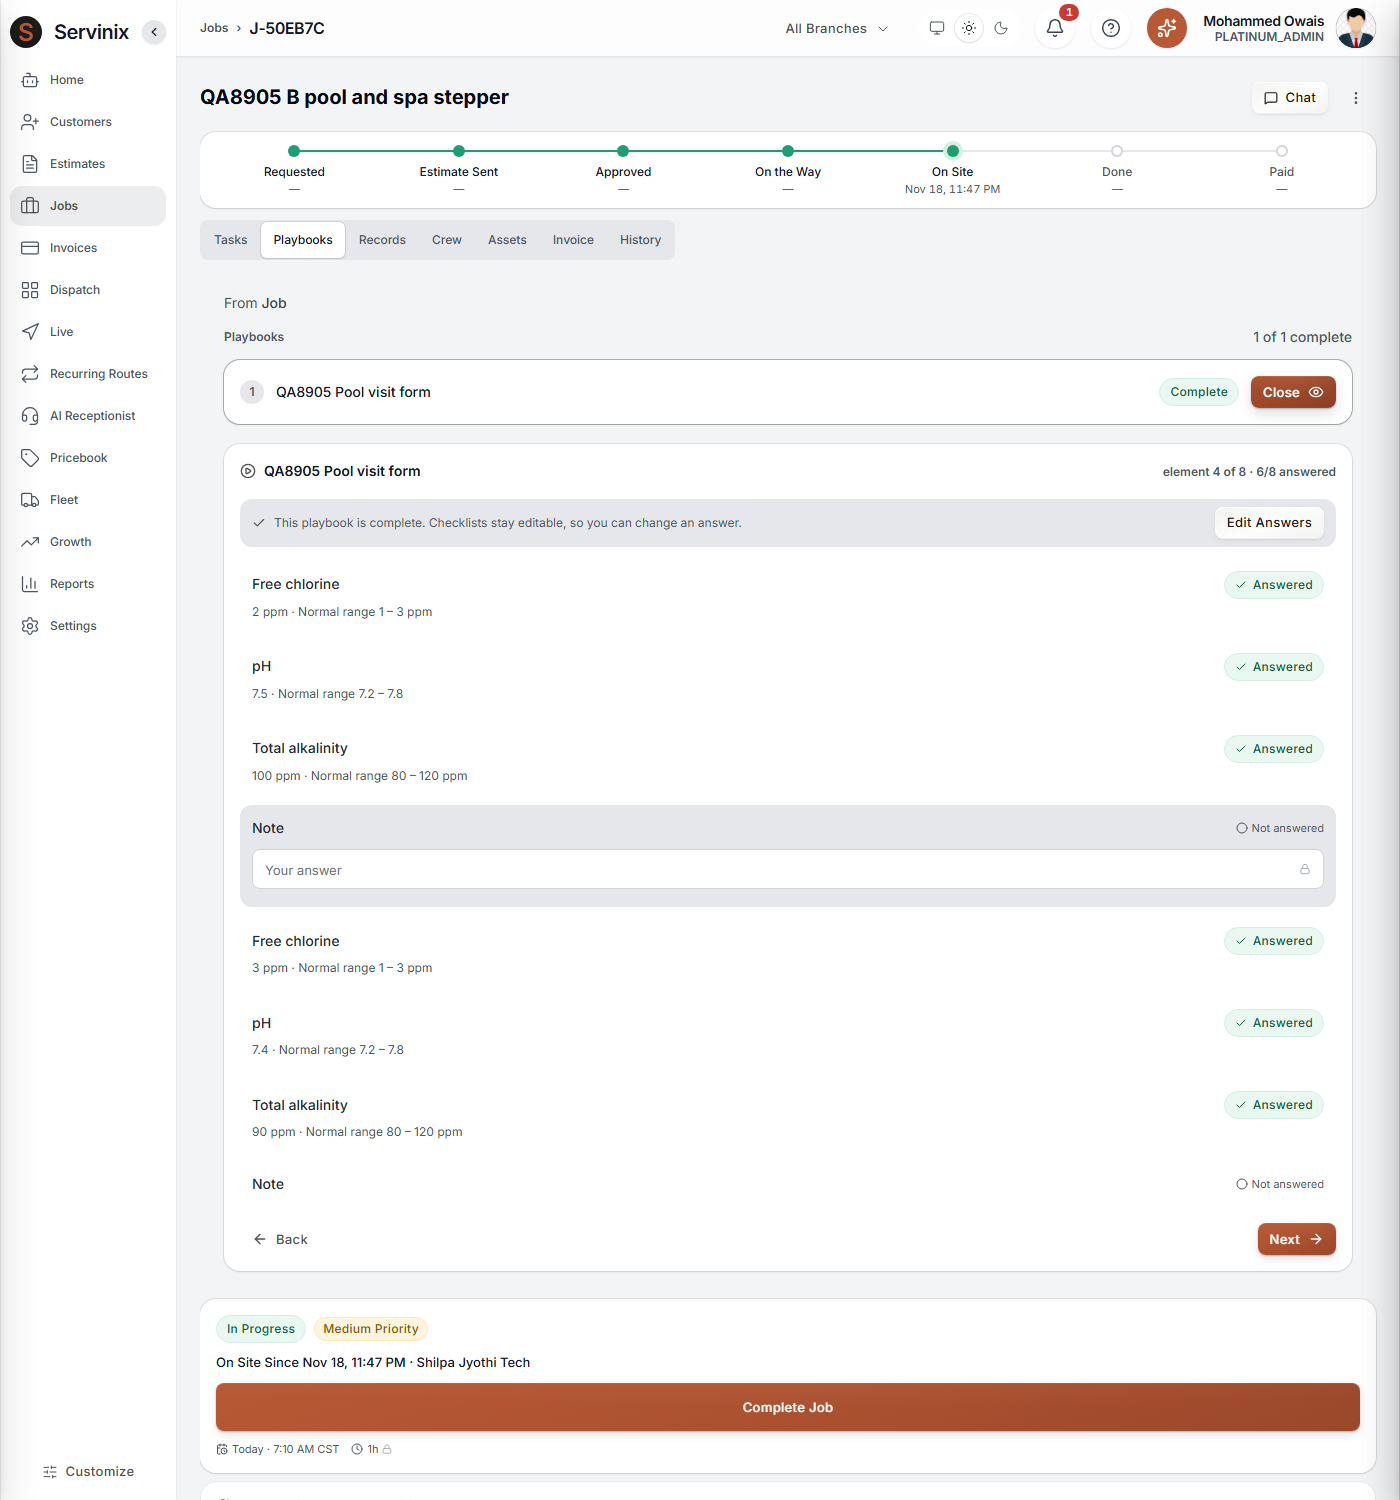 Servinix
Home
Customers
Estimates
Jobs
Invoices
Dispatch
Live
Recurring Routes
AI Receptionist
Pricebook
Fleet
Growth
Reports
Settings
Customize
Jobs › J-50EB7C
All Branches
1
Mohammed Owais
PLATINUM_ADMIN
QA8905 B pool and spa stepper
Chat
Requested
—
Estimate Sent
—
Approved
—
On the Way
—
On Site
Nov 18, 11:47 PM
Done
—
Paid
—
Tasks Playbooks Records Crew Assets Invoice History
From Job
Playbooks 1 of 1 complete
1 QA8905 Pool visit form Complete Close
QA8905 Pool visit form element 4 of 8 · 6/8 answered
This playbook is complete. Checklists stay editable, so you can change an answer. Edit Answers
Free chlorine Answered
2 ppm · Normal range 1 – 3 ppm
pH Answered
7.5 · Normal range 7.2 – 7.8
Total alkalinity Answered
100 ppm · Normal range 80 – 120 ppm
Note Not answered
Your answer
Free chlorine Answered
3 ppm · Normal range 1 – 3 ppm
pH Answered
7.4 · Normal range 7.2 – 7.8
Total alkalinity Answered
90 ppm · Normal range 80 – 120 ppm
Note Not answered
Back Next
In Progress Medium Priority
On Site Since Nov 18, 11:47 PM · Shilpa Jyothi Tech
Complete Job
Today · 7:10 AM CST 1h